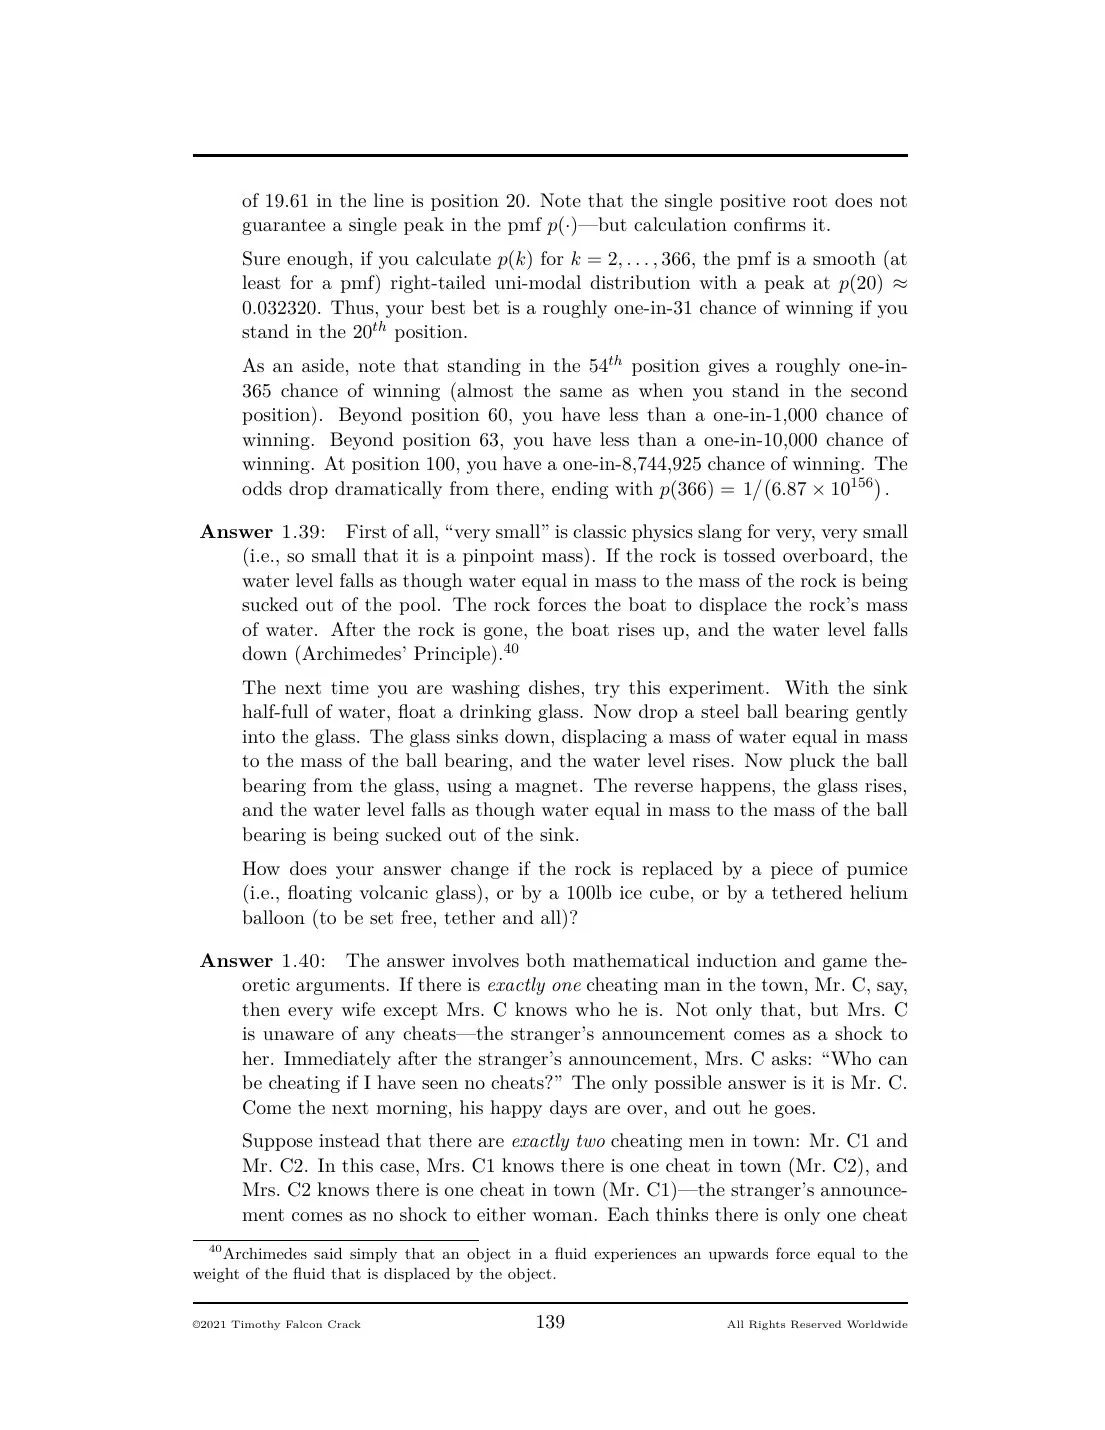 of 19.61 in the line is position 20. Note that the single positive root does not
guarantee a single peak in the pmf p(·)—but calculation confirms it.
Sure enough, if you calculate p(k) for k = 2, . . . , 366, the pmf is a smooth (at
least for a pmf) right-tailed uni-modal distribution with a peak at p(20) ≈
0.032320. Thus, your best bet is a roughly one-in-31 chance of winning if you
stand in the 20th position.
As an aside, note that standing in the 54th position gives a roughly one-in-
365 chance of winning (almost the same as when you stand in the second
position). Beyond position 60, you have less than a one-in-1,000 chance of
winning. Beyond position 63, you have less than a one-in-10,000 chance of
winning. At position 100, you have a one-in-8,744,925 chance of winning. The
odds drop dramatically from there, ending with p(366) = 1/(6.87 × 10^156) .
Answer 1.39: First of all, “very small” is classic physics slang for very, very small
(i.e., so small that it is a pinpoint mass). If the rock is tossed overboard, the
water level falls as though water equal in mass to the mass of the rock is being
sucked out of the pool. The rock forces the boat to displace the rock’s mass
of water. After the rock is gone, the boat rises up, and the water level falls
down (Archimedes’ Principle).40
The next time you are washing dishes, try this experiment. With the sink
half-full of water, float a drinking glass. Now drop a steel ball bearing gently
into the glass. The glass sinks down, displacing a mass of water equal in mass
to the mass of the ball bearing, and the water level rises. Now pluck the ball
bearing from the glass, using a magnet. The reverse happens, the glass rises,
and the water level falls as though water equal in mass to the mass of the ball
bearing is being sucked out of the sink.
How does your answer change if the rock is replaced by a piece of pumice
(i.e., floating volcanic glass), or by a 100lb ice cube, or by a tethered helium
balloon (to be set free, tether and all)?
Answer 1.40: The answer involves both mathematical induction and game the-
oretic arguments. If there is exactly one cheating man in the town, Mr. C, say,
then every wife except Mrs. C knows who he is. Not only that, but Mrs. C
is unaware of any cheats—the stranger’s announcement comes as a shock to
her. Immediately after the stranger’s announcement, Mrs. C asks: “Who can
be cheating if I have seen no cheats?” The only possible answer is it is Mr. C.
Come the next morning, his happy days are over, and out he goes.
Suppose instead that there are exactly two cheating men in town: Mr. C1 and
Mr. C2. In this case, Mrs. C1 knows there is one cheat in town (Mr. C2), and
Mrs. C2 knows there is one cheat in town (Mr. C1)—the stranger’s announce-
ment comes as no shock to either woman. Each thinks there is only one cheat
40Archimedes said simply that an object in a fluid experiences an upwards force equal to the
weight of the fluid that is displaced by the object.
©2021 Timothy Falcon Crack 139 All Rights Reserved Worldwide